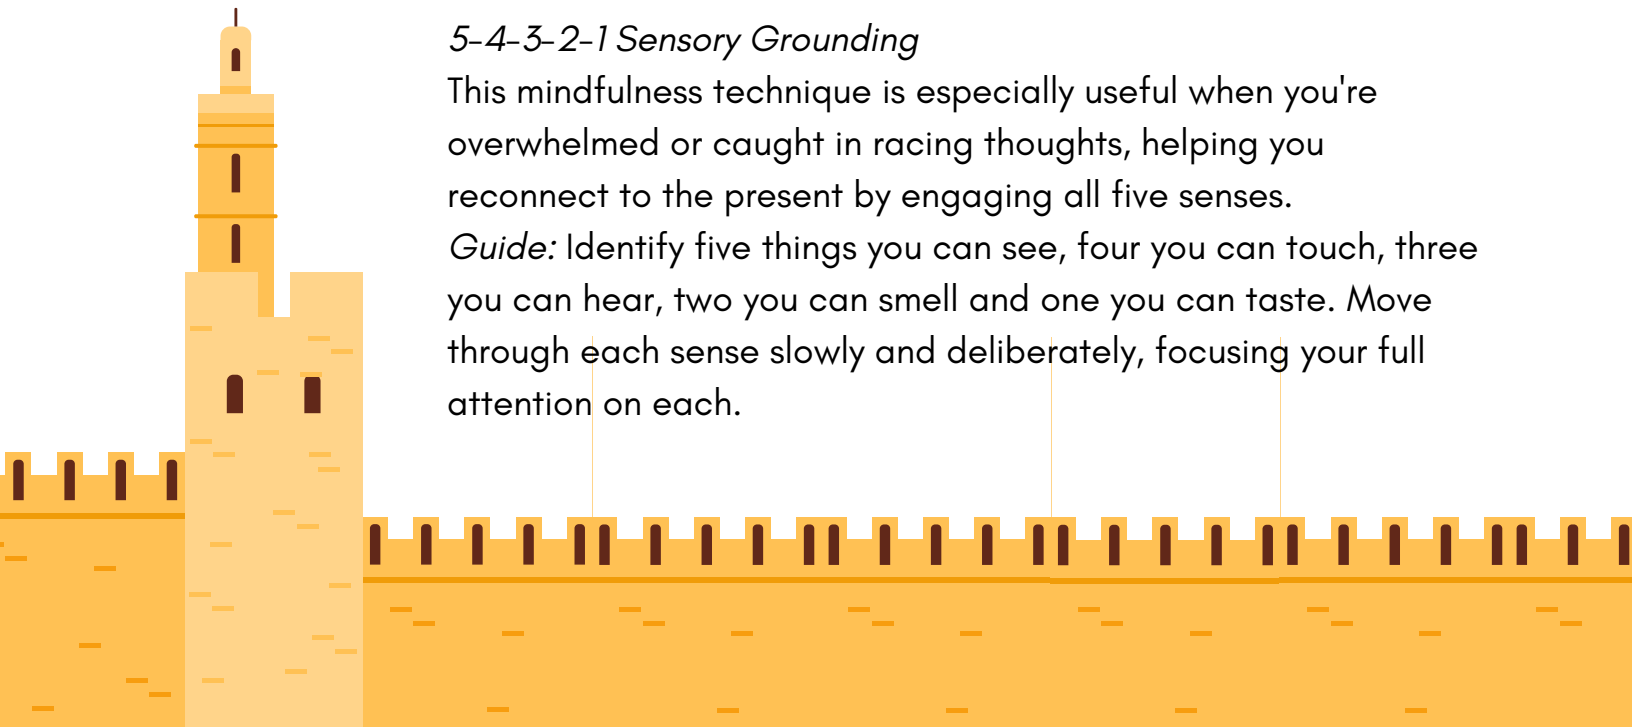 5-4-3-2-1 Sensory Grounding
This mindfulness technique is especially useful when you're
overwhelmed or caught in racing thoughts, helping you
reconnect to the present by engaging all five senses.
Guide: Identify five things you can see, four you can touch, three
you can hear, two you can smell and one you can taste. Move
through each sense slowly and deliberately, focusing your full
attention on each.